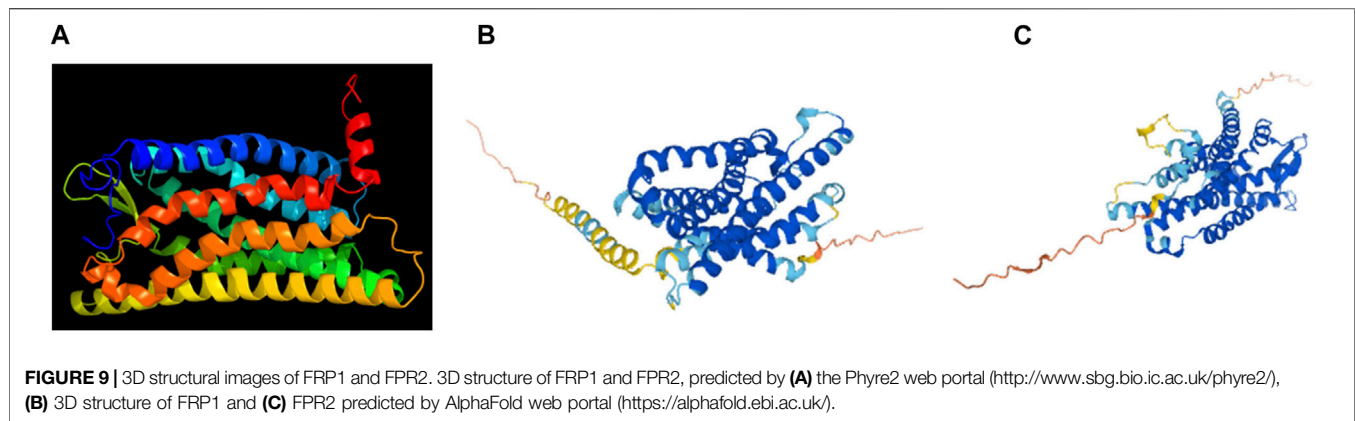 A
B
C
FIGURE 9 | 3D structural images of FRP1 and FPR2. 3D structure of FRP1 and FPR2, predicted by (A) the Phyre2 web portal (http://www.sbg.bio.ic.ac.uk/phyre2/),
(B) 3D structure of FRP1 and (C) FPR2 predicted by AlphaFold web portal (https://alphafold.ebi.ac.uk/).